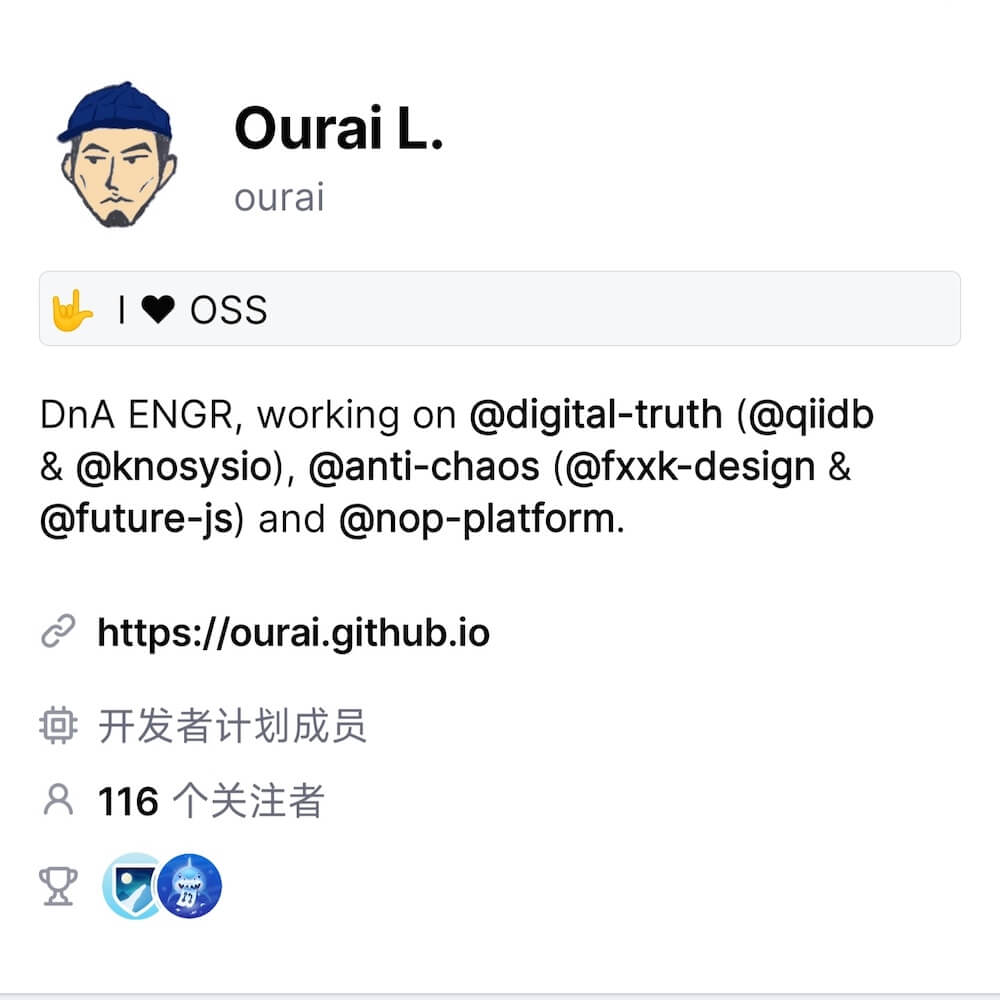 Ourai L.
ourai
🤟 I ♥ OSS
DnA ENGR, working on @digital-truth (@qiidb
& @knosysio), @anti-chaos (@fxxk-design &
@future-js) and @nop-platform.
https://ourai.github.io
开发者计划成员
116 个关注者